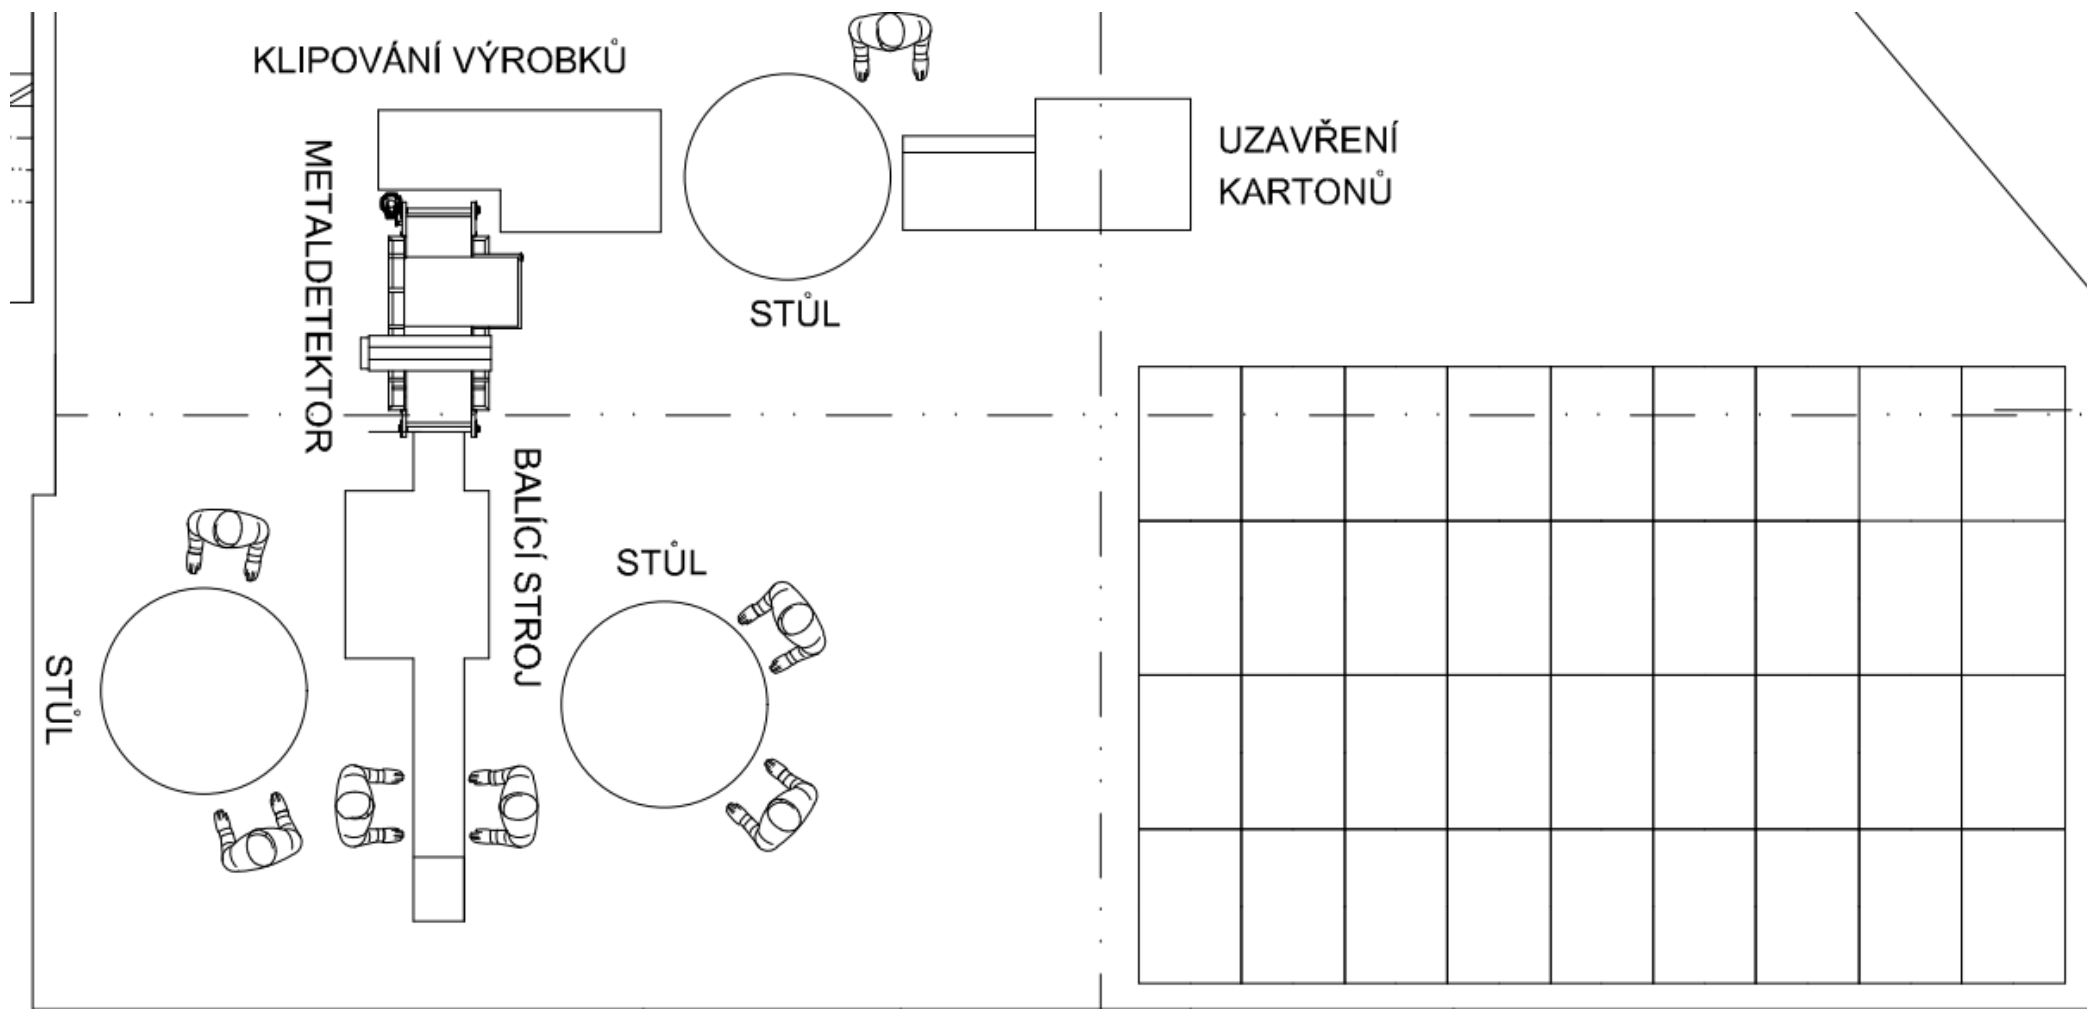 KLIPOVÁNÍ VÝROBKŮ
METALDETEKTOR
UZAVŘENÍ
KARTONŮ
STŮL
BALÍCÍ STROJ
STŮL
STŮL